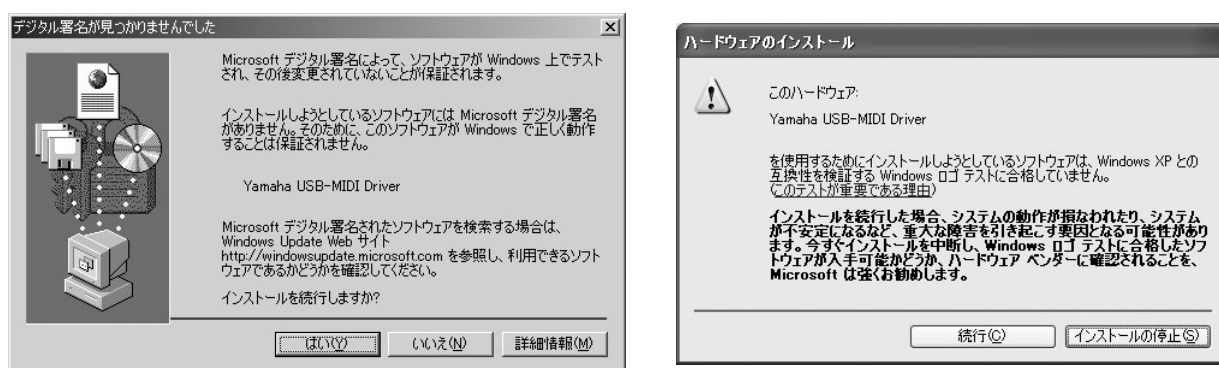 デジタル署名が見つかりませんでした
Microsoft デジタル署名によって、ソフトウェアが Windows 上でテスト
され、その後変更されていないことが保証されます。
インストールしようとしているソフトウェアには Microsoft デジタル署名
がありません。そのために、このソフトウェアが Windows で正しく動作
することは保証されません。
Yamaha USB-MIDI Driver
Microsoft デジタル署名されたソフトウェアを検索する場合は、
Windows Update Web サイト
http://windowsupdate.microsoft.com を参照し、利用できるソフト
ウェアであるかどうかを確認してください。
インストールを続行しますか?
はい(Y)
いいえ(N)
詳細情報(M)
ハードウェアのインストール
このハードウェア:
Yamaha USB-MIDI Driver
を使用するためにインストールしようとしているソフトウェアは、Windows XP との
互換性を検証する Windows ロゴ テストに合格していません。
(このテストが重要である理由)
インストールを続行した場合、システムの動作が損なわれたり、システム
が不安定になるなど、重大な障害を引き起こす要因となる可能性があり
ます。今すぐインストールを中断し、Windows ロゴ テストに合格したソフ
トウェアが入手可能かどうか、ハードウェア ベンダーに確認されることを、
Microsoft は強くお勧めします。
続行(C)
インストールの停止(S)